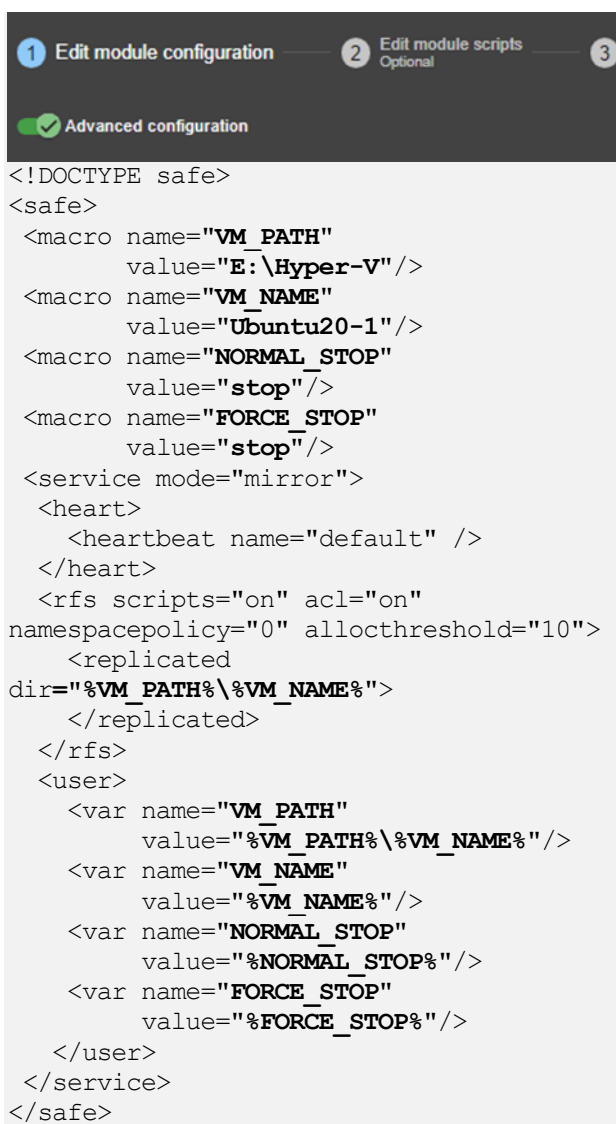 1 Edit module configuration 2 Edit module scripts 3
Optional
Advanced configuration
<!DOCTYPE safe>
<safe>
 <macro name="VM_PATH"
        value="E:\Hyper-V"/>
 <macro name="VM_NAME"
        value="Ubuntu20-1"/>
 <macro name="NORMAL_STOP"
        value="stop"/>
 <macro name="FORCE_STOP"
        value="stop"/>
 <service mode="mirror">
  <heart>
    <heartbeat name="default" />
  </heart>
  <rfs scripts="on" acl="on"
namespacepolicy="0" allocthreshold="10">
    <replicated
dir="%VM_PATH%\%VM_NAME%">
    </replicated>
  </rfs>
  <user>
    <var name="VM_PATH"
         value="%VM_PATH%\%VM_NAME%"/>
    <var name="VM_NAME"
         value="%VM_NAME%"/>
    <var name="NORMAL_STOP"
         value="%NORMAL_STOP%"/>
    <var name="FORCE_STOP"
         value="%FORCE_STOP%"/>
   </user>
 </service>
</safe>